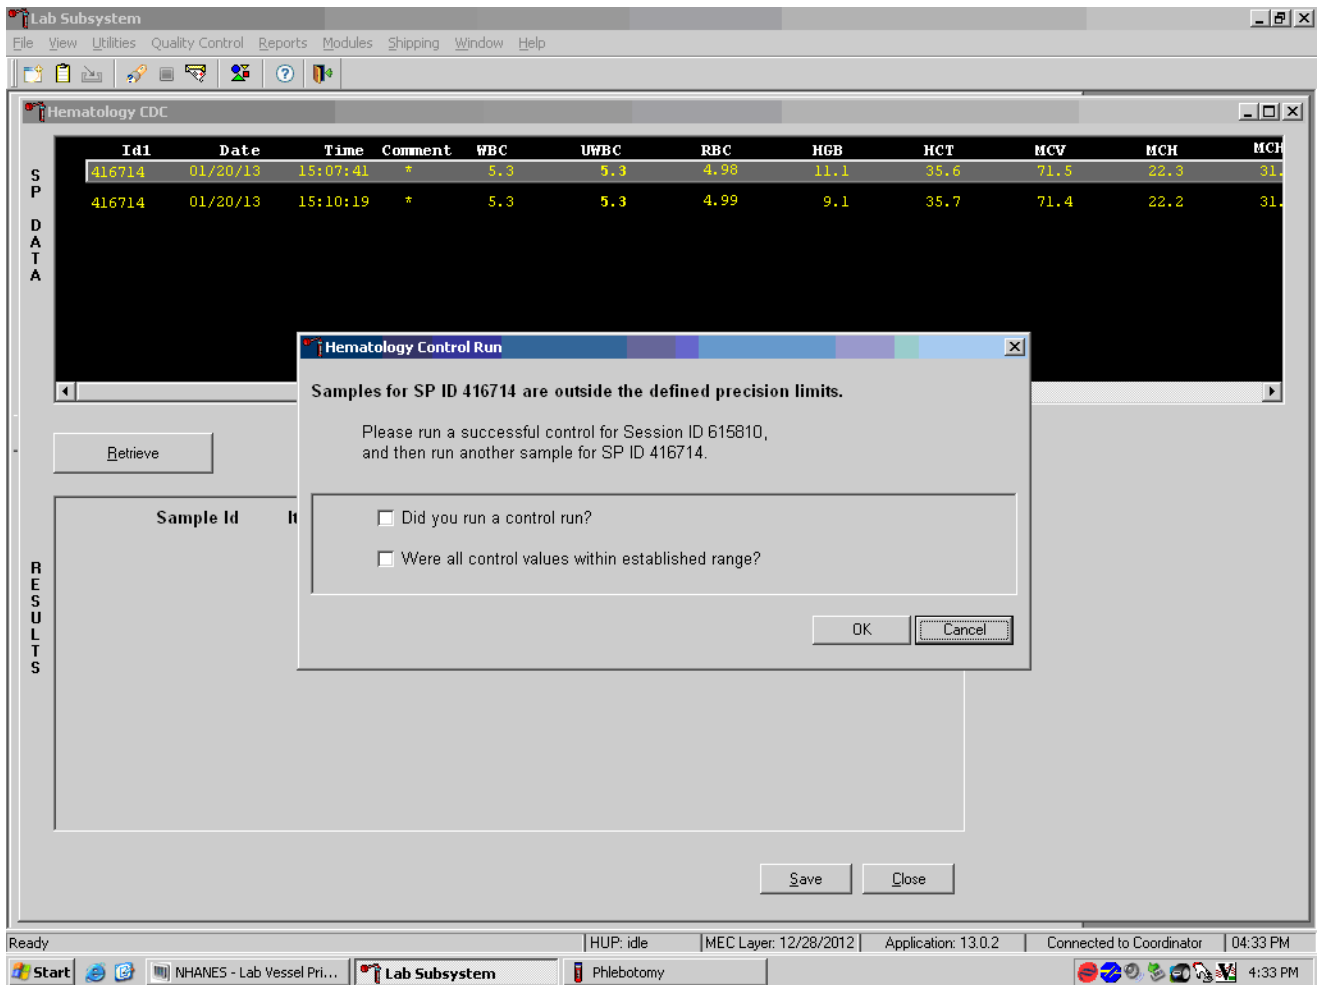 Lab Subsystem
File View Utilities Quality Control Reports Modules Shipping Window Help
Hematology CDC
Id1 Date Time Comment WBC UWBC RBC HGB HCT MCV MCH MCH
416714 01/20/13 15:07:41 * 5.3 5.3 4.98 11.1 35.6 71.5 22.3 31.
416714 01/20/13 15:10:19 * 5.3 5.3 4.99 9.1 35.7 71.4 22.2 31.
SP DATA
Hematology Control Run
Samples for SP ID 416714 are outside the defined precision limits.
Please run a successful control for Session ID 615810,
and then run another sample for SP ID 416714.
Retrieve
Sample Id It
Did you run a control run?
Were all control values within established range?
RESULTS
OK Cancel
Save Close
Ready HUP: idle MEC Layer: 12/28/2012 Application: 13.0.2 Connected to Coordinator 04:33 PM
Start NHANES - Lab Vessel Pri... Lab Subsystem Phlebotomy 4:33 PM